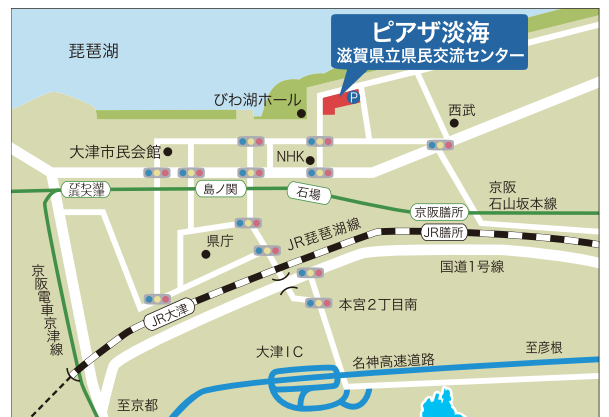 ピアザ淡海
滋賀県立県民交流センター
琵琶湖
びわ湖ホール
P
西武
大津市民会館
NHK
びわ湖
浜大津
島ノ関
石場
京阪
石山坂本線
京阪膳所
JR膳所
JR琵琶湖線
県庁
国道1号線
京阪電車京津線
JR大津
本宮2丁目南
大津IC
名神高速道路
至彦根
至京都